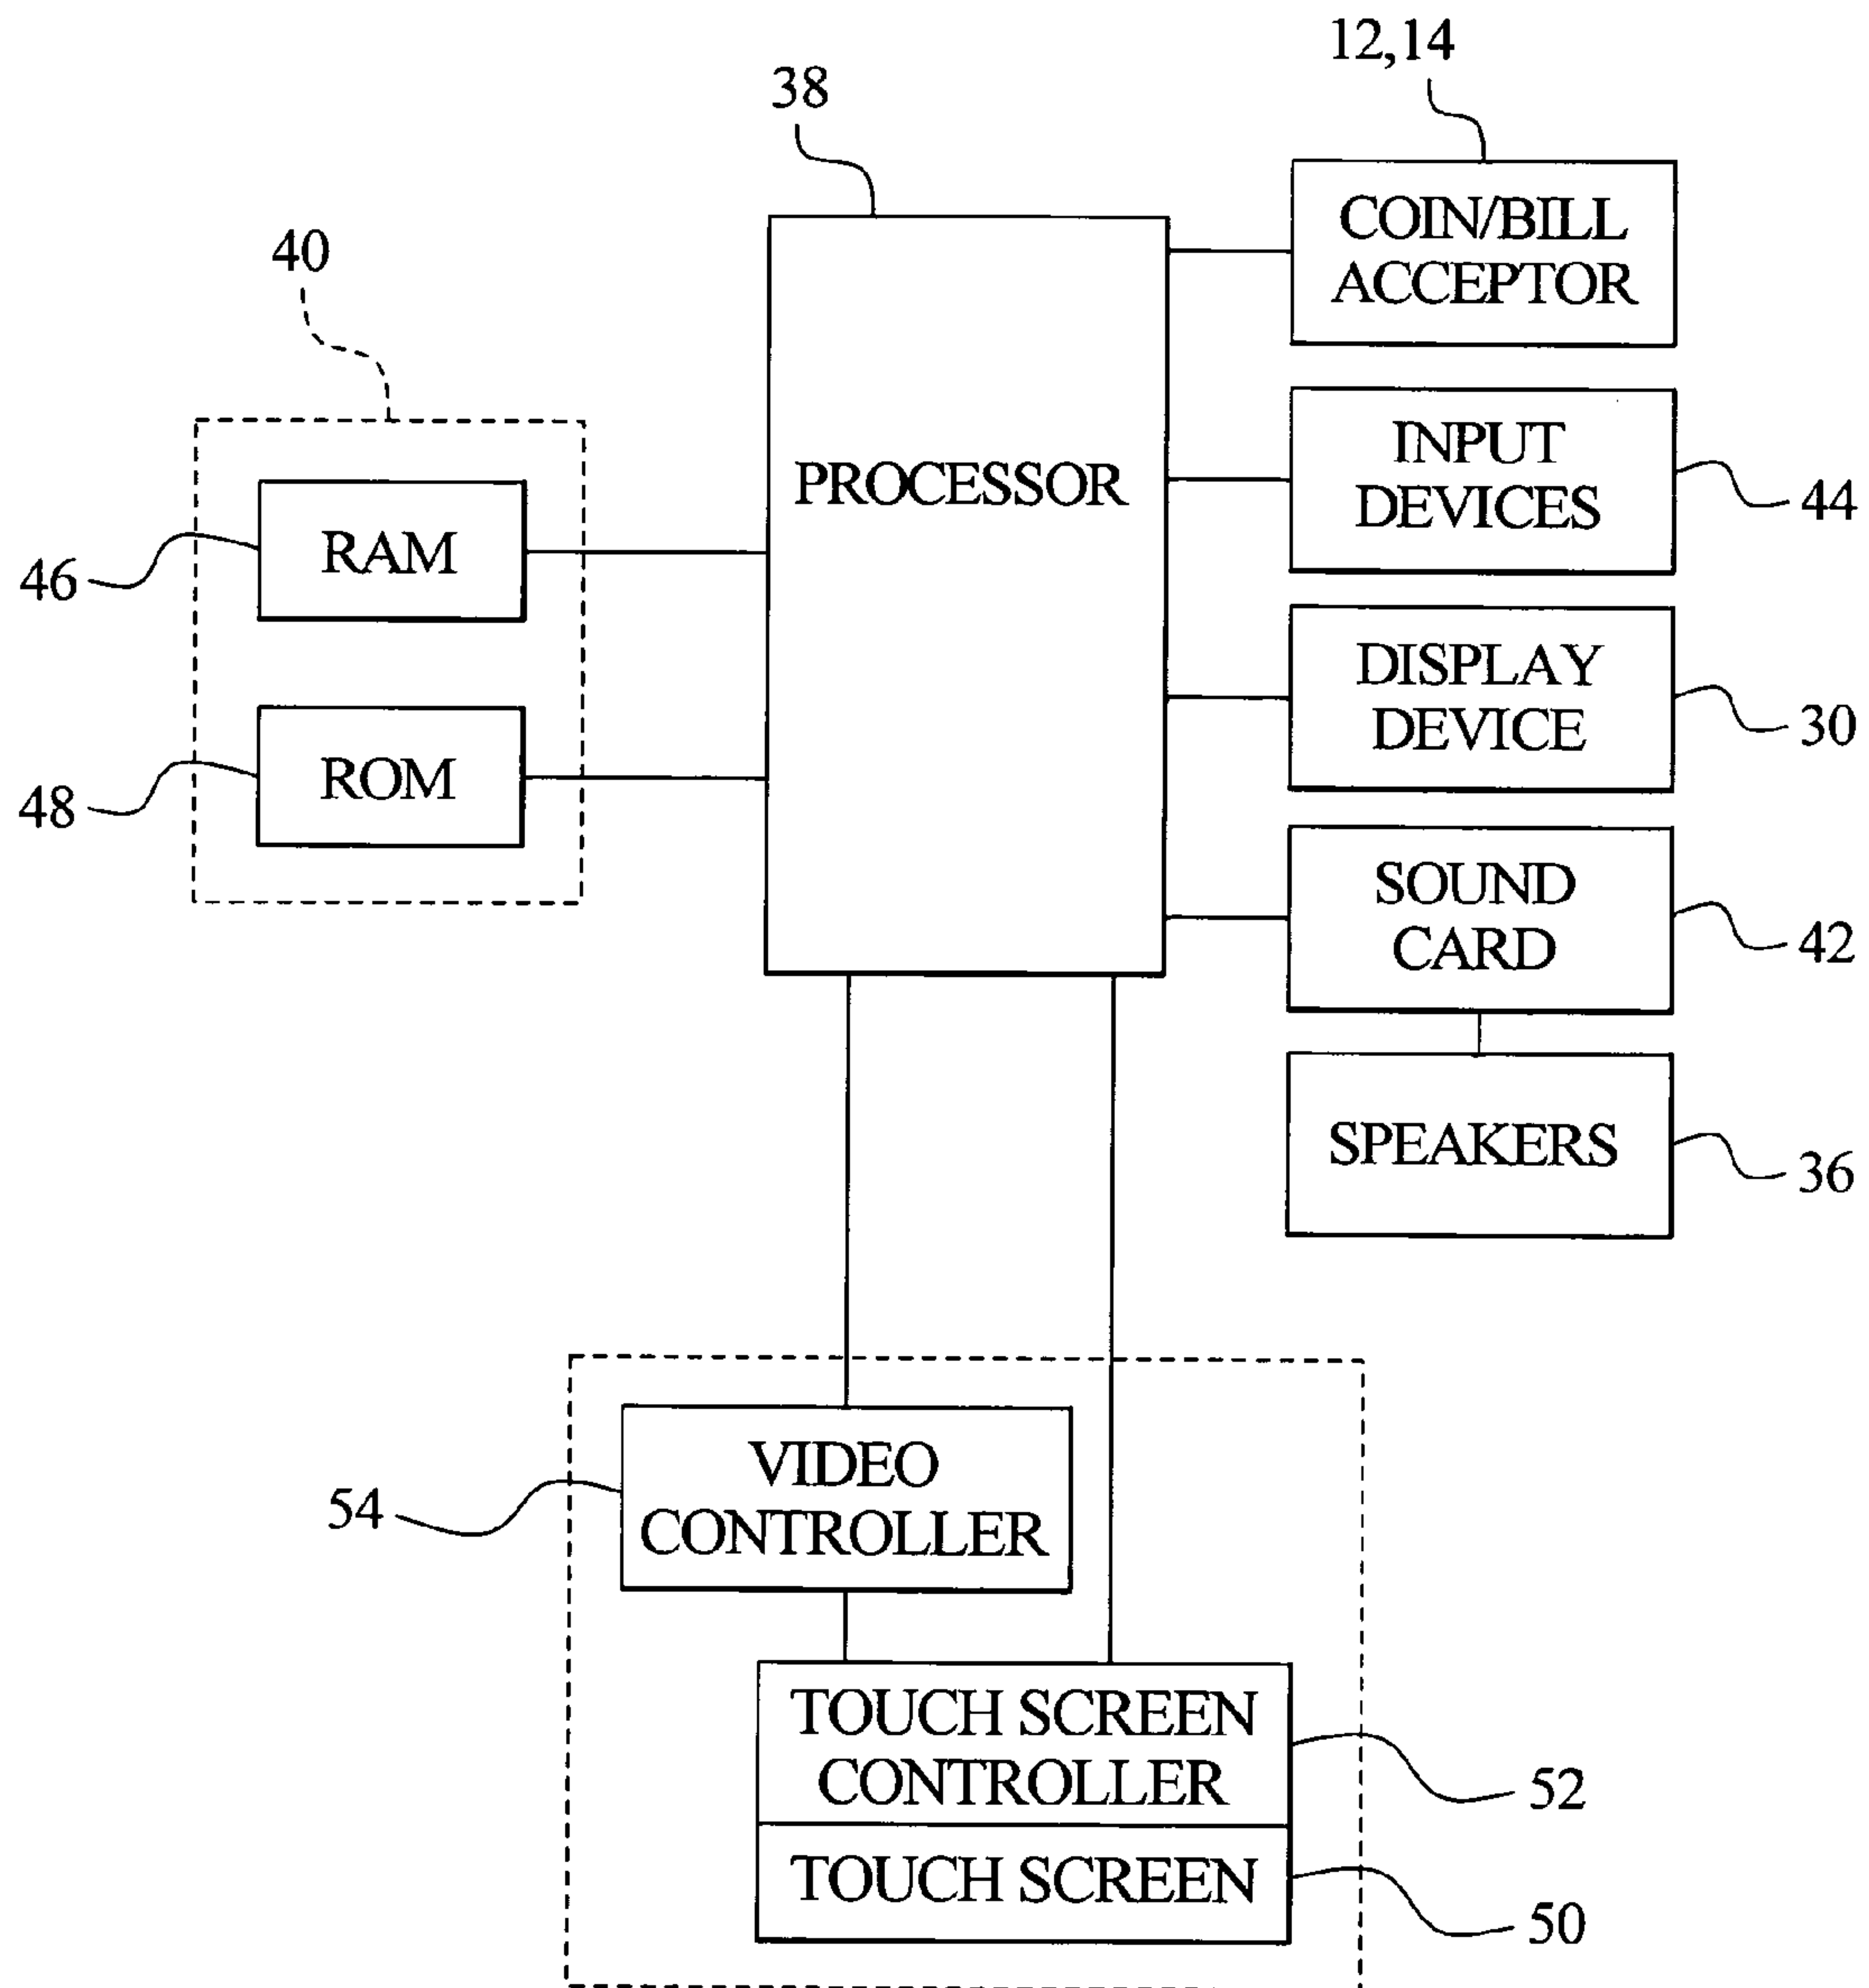 12,14
38
COIN/BILL
ACCEPTOR
40
INPUT
DEVICES
44
PROCESSOR
RAM
46
DISPLAY
DEVICE
30
ROM
48
SOUND
CARD
42
SPEAKERS
36
VIDEO
CONTROLLER
54
TOUCH SCREEN
CONTROLLER
52
TOUCH SCREEN
50